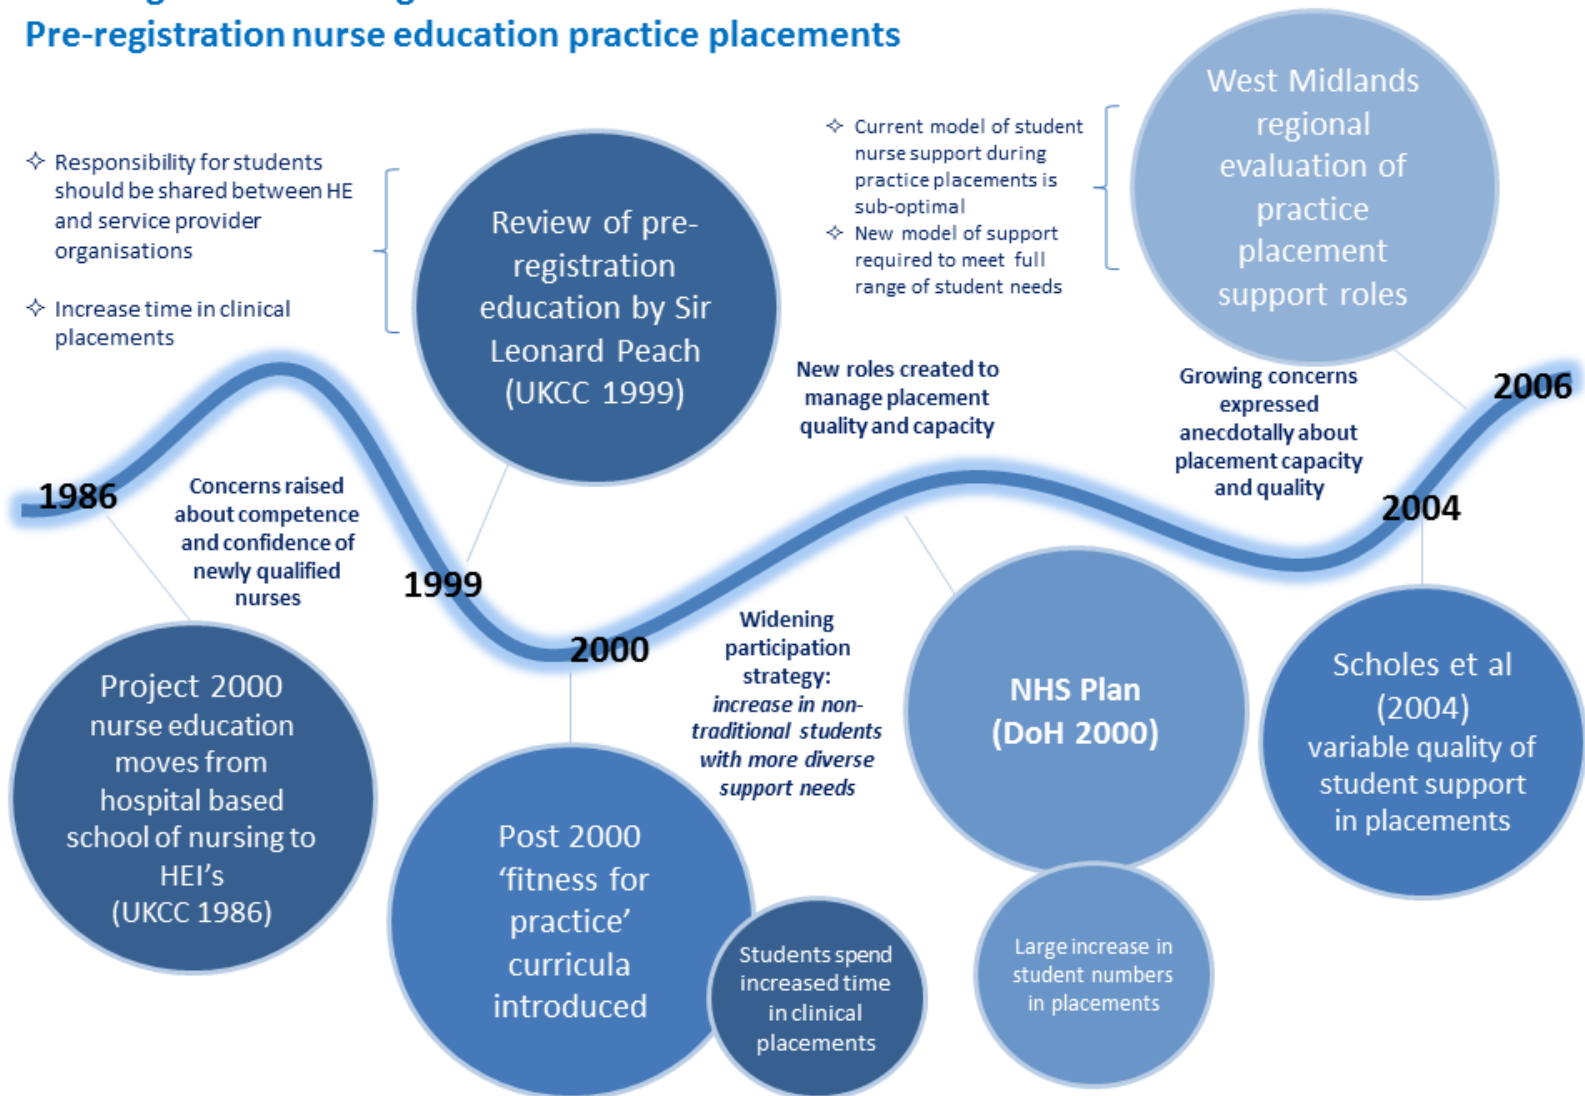 Pre-registration nurse education practice placements
✧ Responsibility for students
should be shared between HE
and service provider
organisations
✧ Increase time in clinical
placements
Review of pre-
registration
education by Sir
Leonard Peach
(UKCC 1999)
✧ Current model of student
nurse support during
practice placements is
sub-optimal
✧ New model of support
required to meet full
range of student needs
West Midlands
regional
evaluation of
practice
placement
support roles
1986
Concerns raised
about competence
and confidence of
newly qualified
nurses
1999
2000
New roles created to
manage placement
quality and capacity
Growing concerns
expressed
anecdotally about
placement capacity
and quality
2004
2006
Project 2000
nurse education
moves from
hospital based
school of nursing to
HEI's
(UKCC 1986)
Post 2000
‘fitness for
practice’
curricula
introduced
Students spend
increased time
in clinical
placements
Widening
participation
strategy:
increase in non-
traditional students
with more diverse
support needs
NHS Plan
(DoH 2000)
Large increase in
student numbers
in placements
Scholes et al
(2004)
variable quality of
student support
in placements